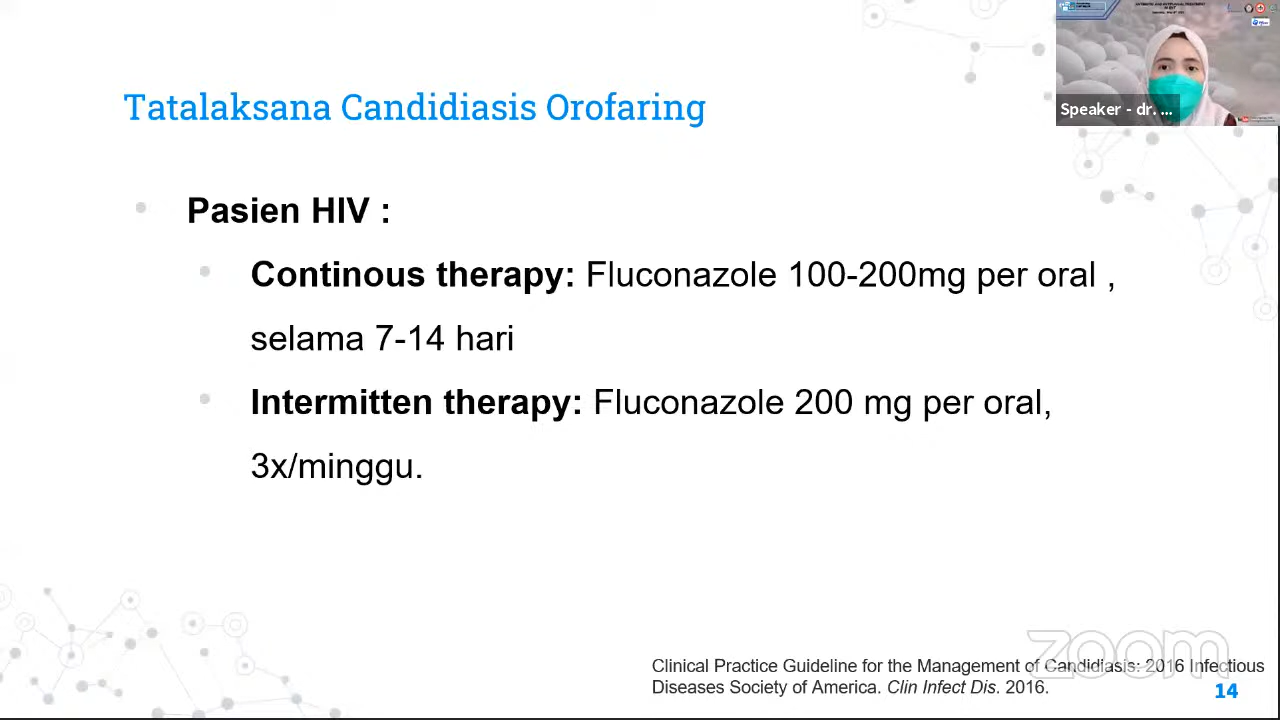 Tatalaksana Candidiasis Orofaring
Speaker - dr. ...
Pasien HIV :
Continous therapy: Fluconazole 100-200mg per oral ,
selama 7-14 hari
Intermitten therapy: Fluconazole 200 mg per oral,
3x/minggu.
zoom
Clinical Practice Guideline for the Management of Candidiasis: 2016 Infectious
Diseases Society of America. Clin Infect Dis. 2016.
14